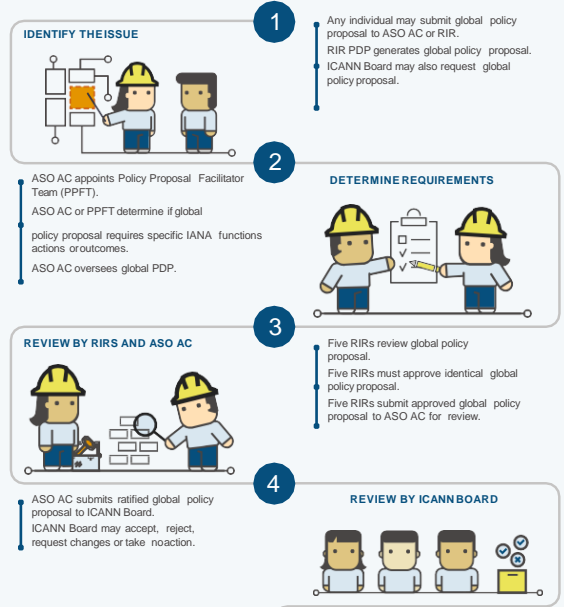 1
IDENTIFY THE ISSUE
Any individual may submit global policy
proposal to ASO AC or RIR.
RIR PDP generates global policy proposal.
ICANN Board may also request global
policy proposal.
2
DETERMINE REQUIREMENTS
ASO AC appoints Policy Proposal Facilitator
Team (PPFT).
ASO AC or PPFT determine if global
policy proposal requires specific IANA functions
actions or outcomes.
ASO AC oversees global PDP.
3
REVIEW BY RIRS AND ASO AC
Five RIRs review global policy
proposal.
Five RIRs must approve identical global
policy proposal.
Five RIRs submit approved global policy
proposal to ASO AC for review.
#
4
REVIEW BY ICANN BOARD
ASO AC submits ratified global policy
proposal to ICANN Board.
ICANN Board may accept, reject,
request changes or take no action.